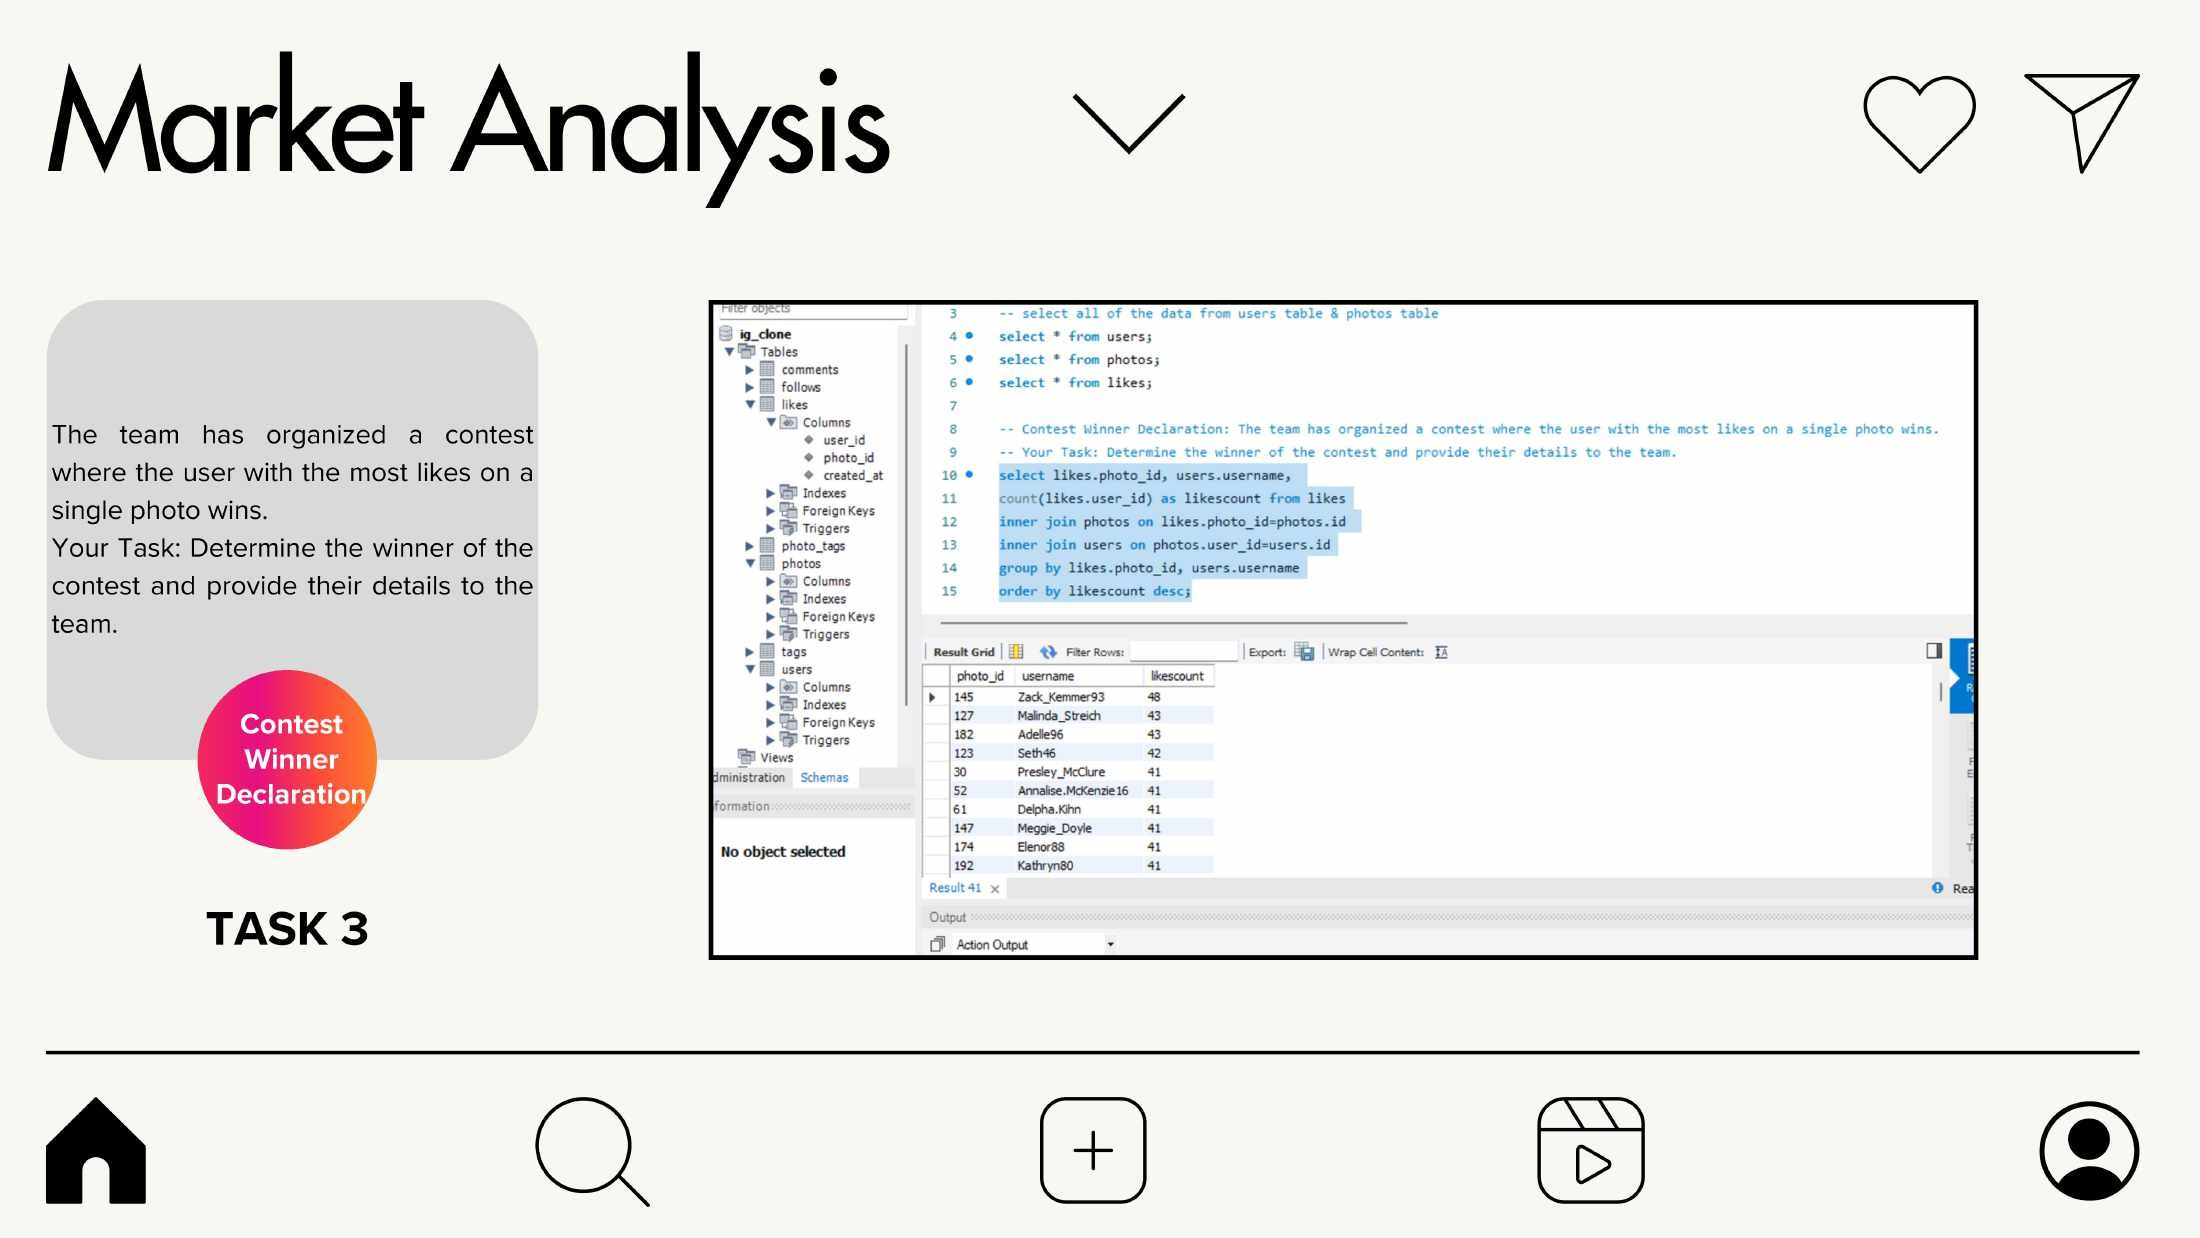 Market Analysis
The team has organized a contest
where the user with the most likes on a
single photo wins.
Your Task: Determine the winner of the
contest and provide their details to the
team.
Contest
Winner
Declaration
TASK 3
Filter objects
ig_clone
Tables
comments
follows
likes
Columns
user_id
photo_id
created_at
Indexes
Foreign Keys
Triggers
photo_tags
photos
Columns
Indexes
Foreign Keys
Triggers
tags
users
Columns
Indexes
Foreign Keys
Triggers
Views
dministration Schemas
formation
No object selected
3 -- select all of the data from users table & photos table
4 select * from users;
5 select * from photos;
6 select * from likes;
7
8 -- Contest Winner Declaration: The team has organized a contest where the user with the most likes on a single photo wins.
9 -- Your Task: Determine the winner of the contest and provide their details to the team.
10 select likes.photo_id, users.username,
11 count(likes.user_id) as likescount from likes
12 inner join photos on likes.photo_id=photos.id
13 inner join users on photos.user_id=users.id
14 group by likes.photo_id, users.username
15 order by likescount desc;
Result Grid Filter Rows: Export: Wrap Cell Content: IA
photo_id username likescount
145 Zack_Kemmer93 48
127 Malinda_Streich 43
182 Adelle96 43
123 Seth46 42
30 Presley_McClure 41
52 Annalise.McKenzie16 41
61 Delpha.Kihn 41
147 Meggie_Doyle 41
174 Elenor88 41
192 Kathryn80 41
Result 41 Rea
Output
Action Output